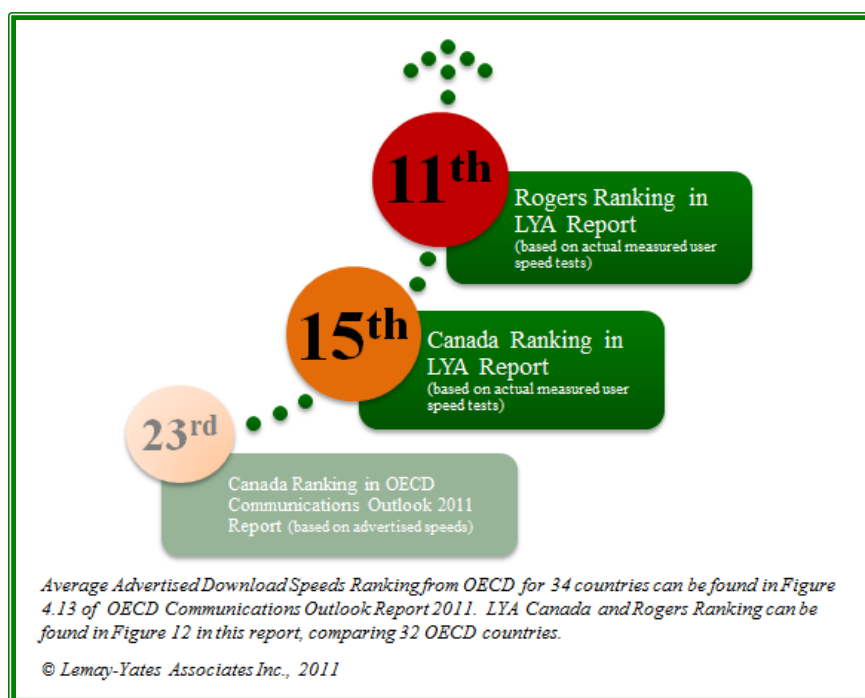 11th
Rogers Ranking in
LYA Report
(based on actual measured user
speed tests)
15th
Canada Ranking in
LYA Report
(based on actual measured user
speed tests)
23rd
Canada Ranking in OECD
Communications Outlook 2011
Report (based on advertised speeds)
Average Advertised Download Speeds Ranking from OECD for 34 countries can be found in Figure
4.13 of OECD Communications Outlook Report 2011. LYA Canada and Rogers Ranking can be
found in Figure 12 in this report, comparing 32 OECD countries.
© Lemay-Yates Associates Inc., 2011